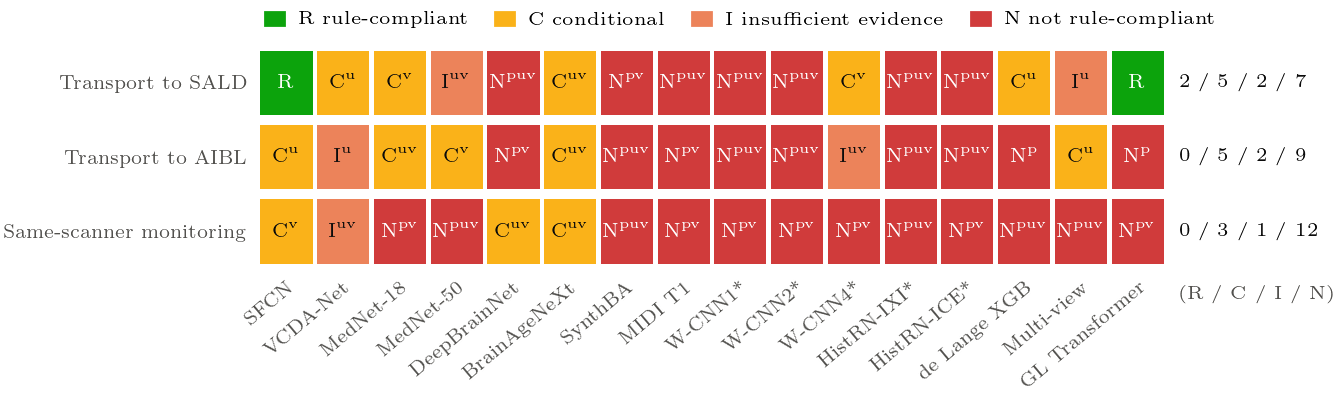 R rule-compliant C conditional I insufficient evidence N not rule-compliant
Transport to SALD R Cᵘ Cᵛ Iᵘᵛ Nᵖᵘᵛ Cᵘᵛ Nᵖᵛ Nᵖᵘᵛ Nᵖᵘᵛ Nᵖᵘᵛ Cᵛ Nᵖᵘᵛ Nᵖᵘᵛ Cᵘ Iᵘ R 2 / 5 / 2 / 7
Transport to AIBL Cᵘ Iᵘ Cᵘᵛ Cᵛ Nᵖᵛ Cᵘᵛ Nᵖᵘᵛ Nᵖᵛ Nᵖᵘᵛ Nᵖᵘᵛ Iᵘᵛ Nᵖᵘᵛ Nᵖᵘᵛ Nᵖ Cᵘ Nᵖ 0 / 5 / 2 / 9
Same-scanner monitoring Cᵛ Iᵘᵛ Nᵖᵛ Nᵖᵘᵛ Cᵘᵛ Cᵘᵛ Nᵖᵘᵛ Nᵖᵛ Nᵖᵛ Nᵖᵛ Nᵖᵛ Nᵖᵘᵛ Nᵖᵛ Nᵖᵘᵛ Nᵖᵘᵛ Nᵖᵛ 0 / 3 / 1 / 12
SFCN VCDA-Net MedNet-18 MedNet-50 DeepBrainNet BrainAgeNeXt SynthBA MIDI T1 W-CNN1* W-CNN2* W-CNN4* HistRN-IXI* HistRN-ICE* de Lange XGB Multi-view GL Transformer (R / C / I / N)